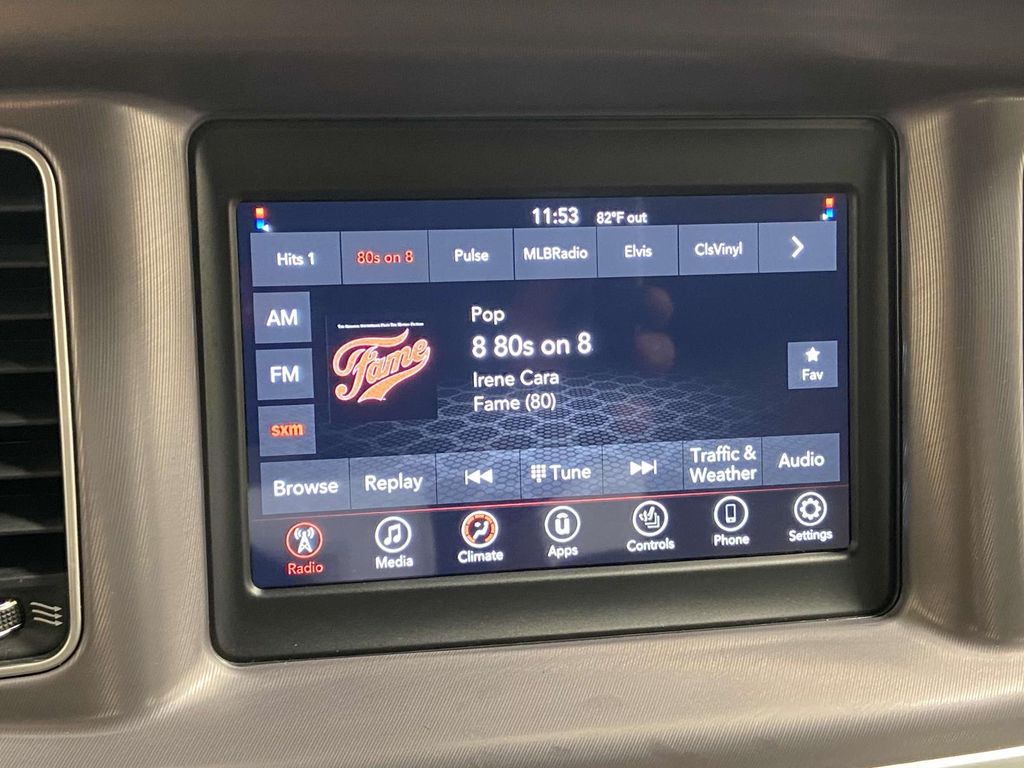 11:53 82°F out
Hits 1 80s on 8 Pulse MLBRadio Elvis ClsVinyl
AM
FM
sxm
Fame
Pop
8 80s on 8
Irene Cara
Fame (80)
Fav
Browse Replay Tune Traffic & Weather Audio
Radio Media Climate Apps Controls Phone Settings